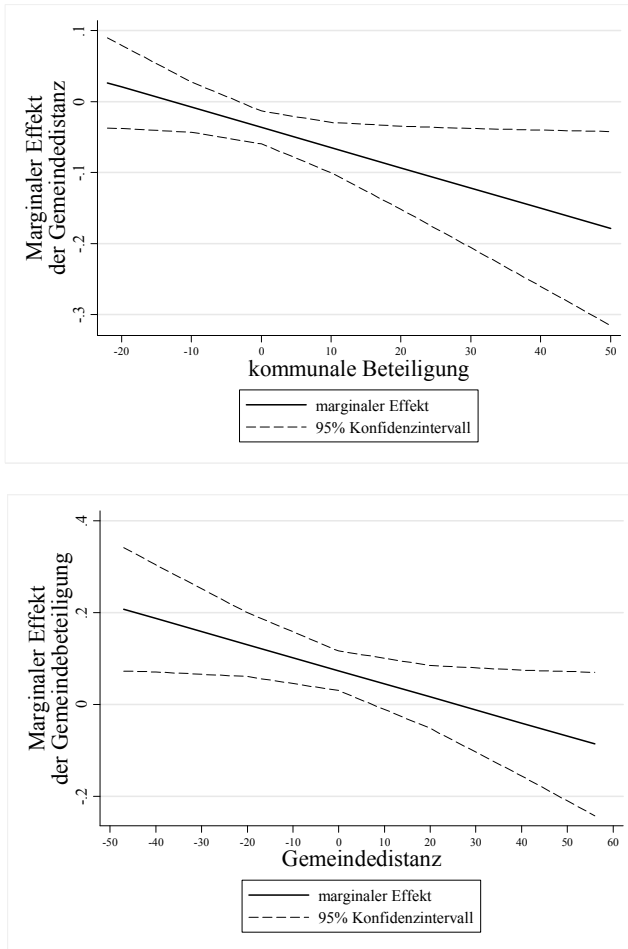 Marginaler Effekt
der Gemeindedistanz
.1
0
-.1
-.2
-.3
-20 -10 0 10 20 30 40 50
kommunale Beteiligung
marginaler Effekt
95% Konfidenzintervall
Marginaler Effekt
der Gemeindebeteiligung
.4
.2
0
-.2
-50 -40 -30 -20 -10 0 10 20 30 40 50 60
Gemeindedistanz
marginaler Effekt
95% Konfidenzintervall